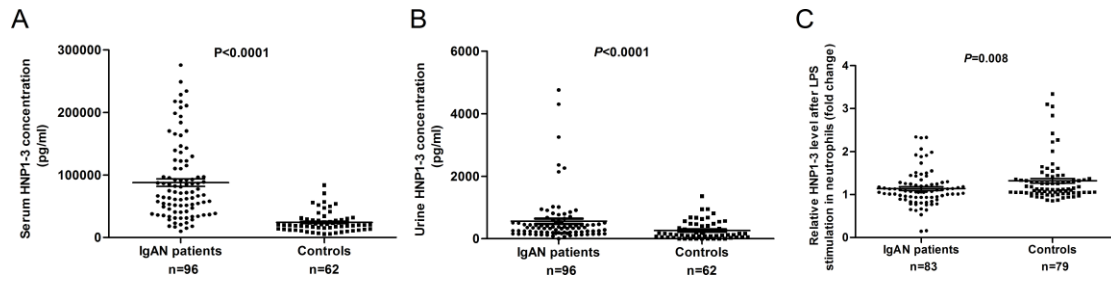 A
P<0.0001
Serum HNP1-3 concentration
(pg/ml)
300000
200000
100000
0
IgAN patients
Controls
n=96
n=62
B
P<0.0001
Urine HNP1-3 concentration
(pg/ml)
6000
4000
2000
0
IgAN patients
Controls
n=96
n=62
C
P=0.008
Relative HNP1-3 level after LPS
stimulation in neutrophils (fold change)
4
3
2
1
0
IgAN patients
Controls
n=83
n=79